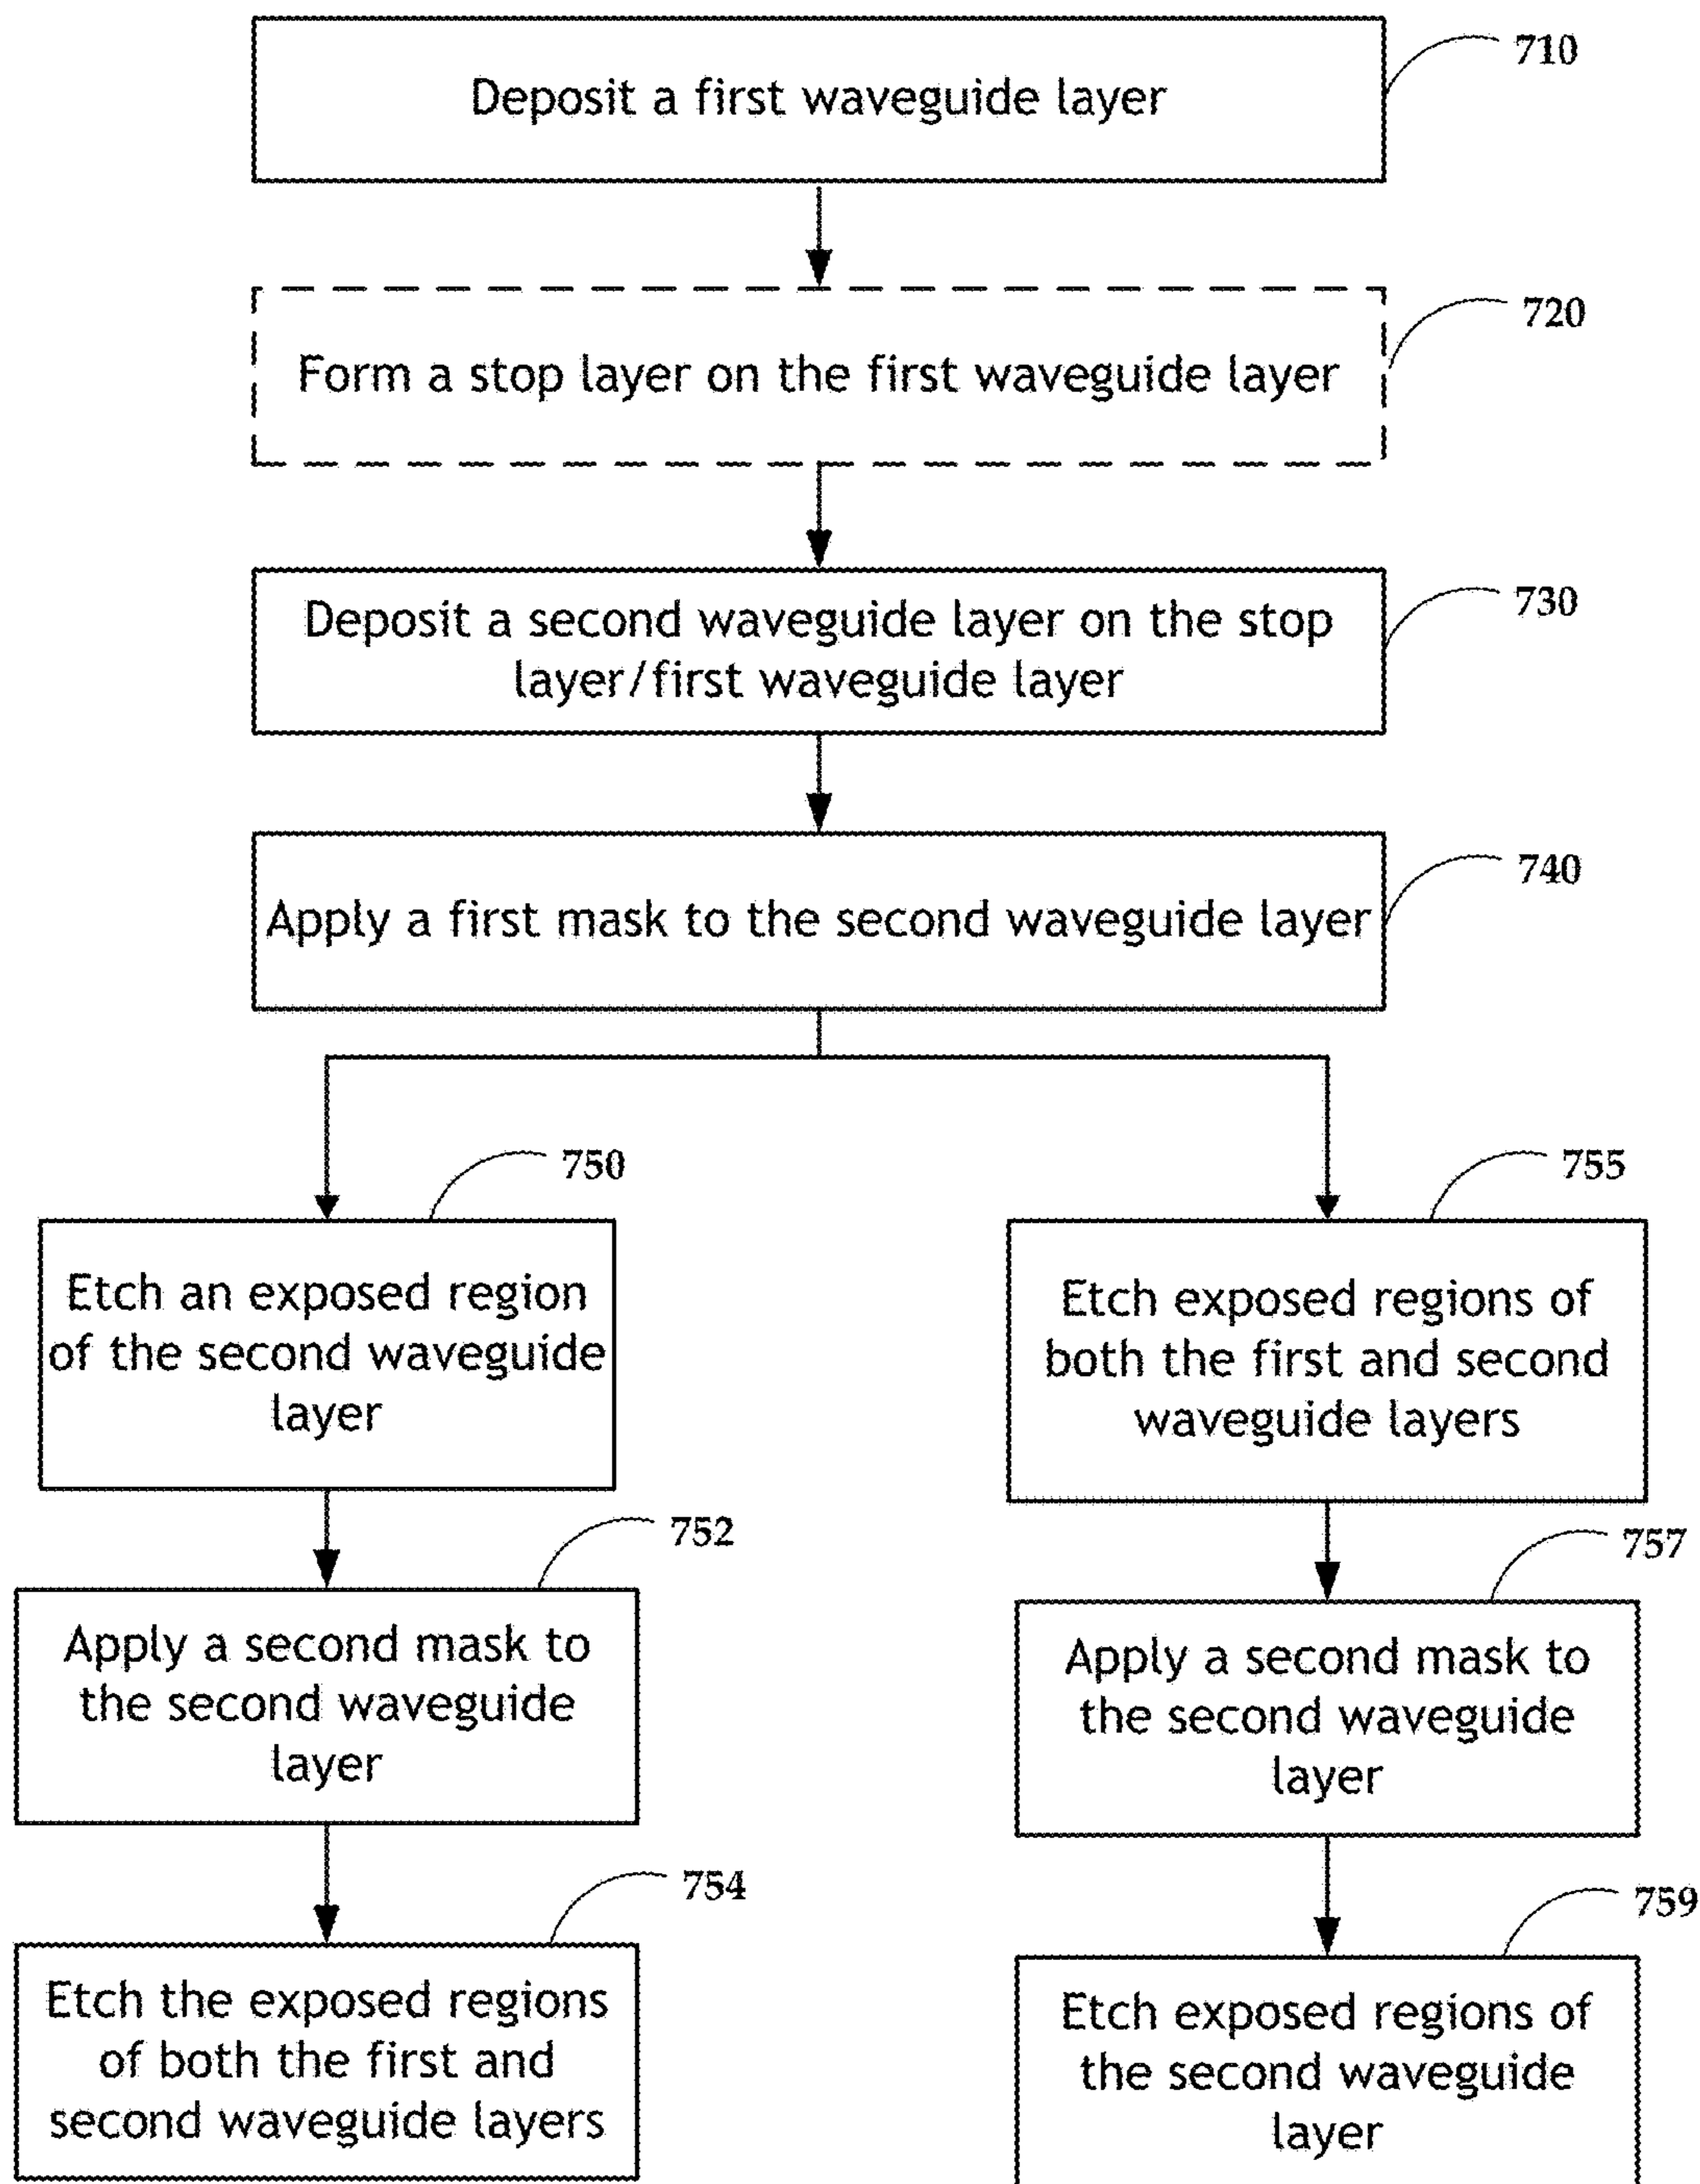 Deposit a first waveguide layer
710
Form a stop layer on the first waveguide layer
720
Deposit a second waveguide layer on the stop
layer/first waveguide layer
730
Apply a first mask to the second waveguide layer
740
750
Etch an exposed region
of the second waveguide
layer
752
Apply a second mask to
the second waveguide
layer
754
Etch the exposed regions
of both the first and
second waveguide layers
755
Etch exposed regions of
both the first and second
waveguide layers
757
Apply a second mask to
the second waveguide
layer
759
Etch exposed regions of
the second waveguide
layer